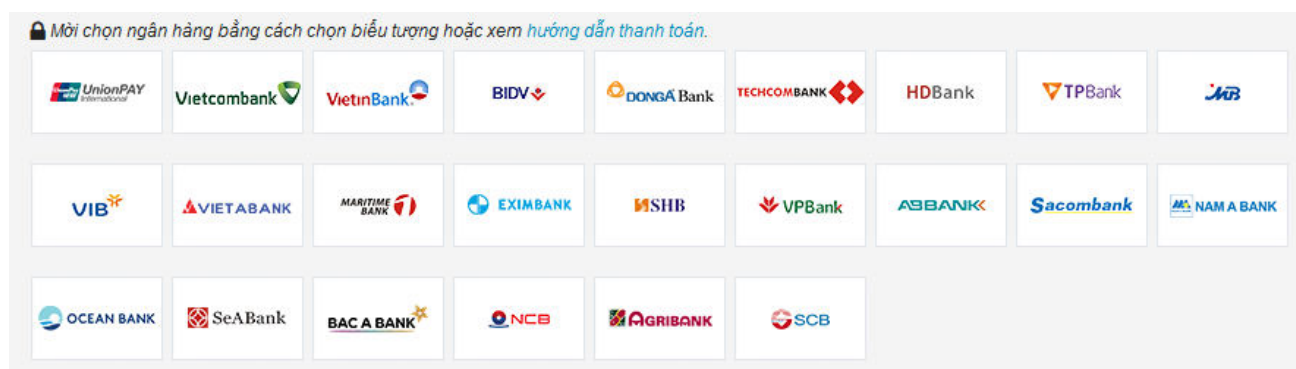 Mời chọn ngân hàng bằng cách chọn biểu tượng hoặc xem hướng dẫn thanh toán.
UnionPAY
International
Vietcombank
VietinBank
BIDV
DONGA Bank
TECHCOMBANK
HDBank
TPBank
MB
VIB
VIETABANK
MARITIME
BANK
EXIMBANK
SHB
VPBank
ABBANK
Sacombank
NAM A BANK
OCEAN BANK
SeABank
BAC A BANK
NCB
AGRIBANK
SCB